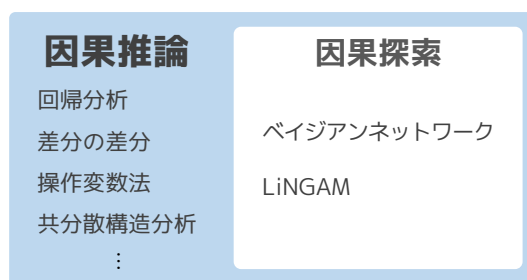 因果推論
回帰分析
差分の差分
操作変数法
共分散構造分析
⋮
因果探索
ベイジアンネットワーク
LiNGAM